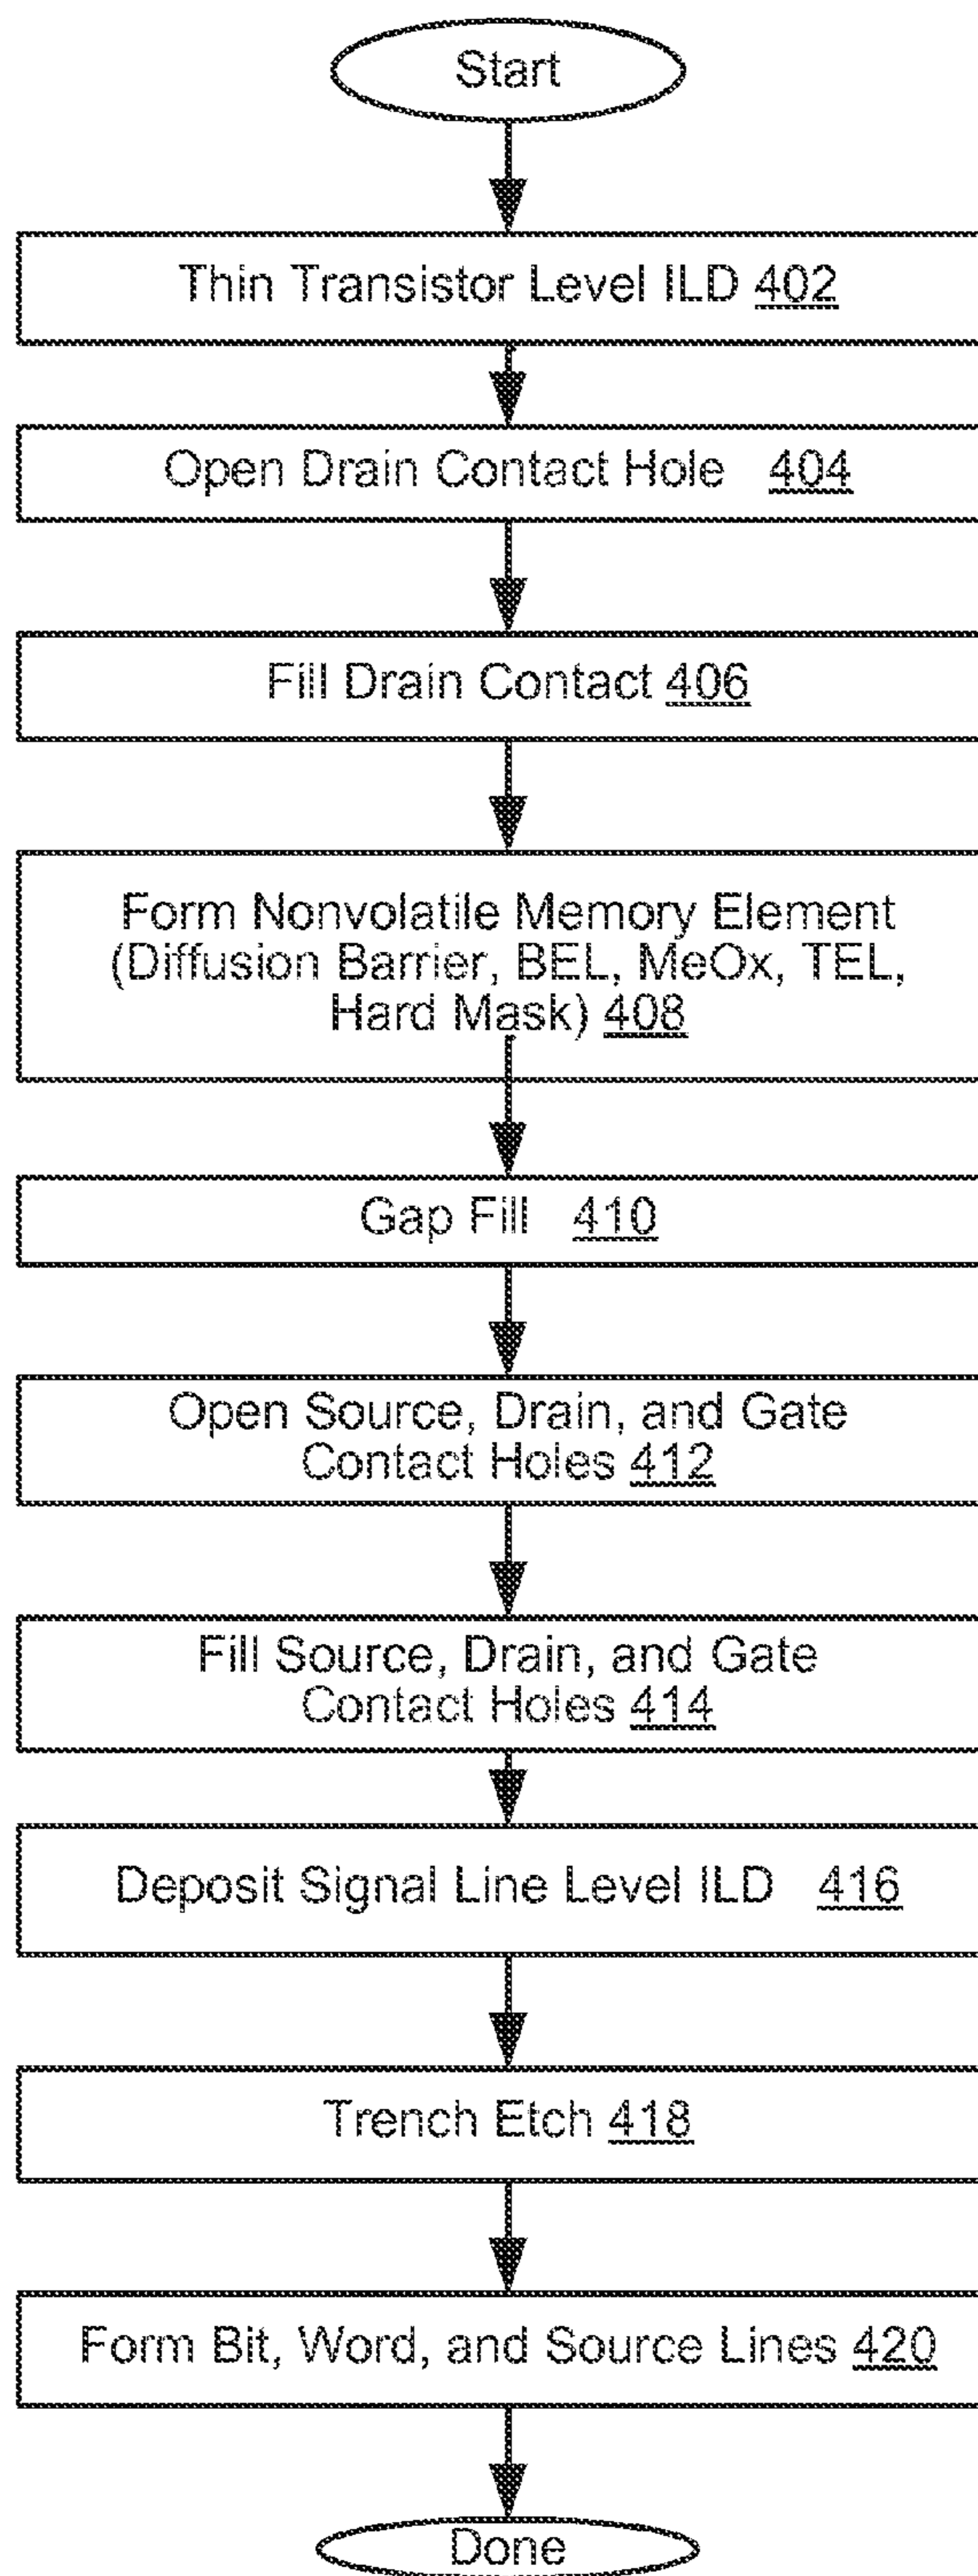 Start
Thin Transistor Level ILD 402
Open Drain Contact Hole 404
Fill Drain Contact 406
Form Nonvolatile Memory Element
(Diffusion Barrier, BEL, MeOx, TEL,
Hard Mask) 408
Gap Fill 410
Open Source, Drain, and Gate
Contact Holes 412
Fill Source, Drain, and Gate
Contact Holes 414
Deposit Signal Line Level ILD 416
Trench Etch 418
Form Bit, Word, and Source Lines 420
Done